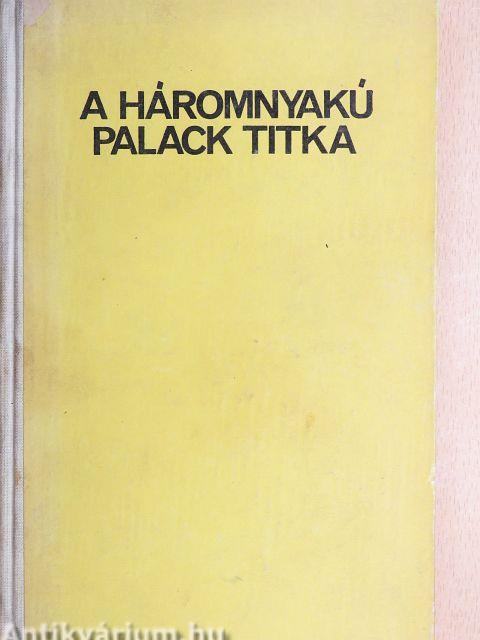 A HÁROMNYAKÚ
PALACK TITKA
Antikvárium.hu